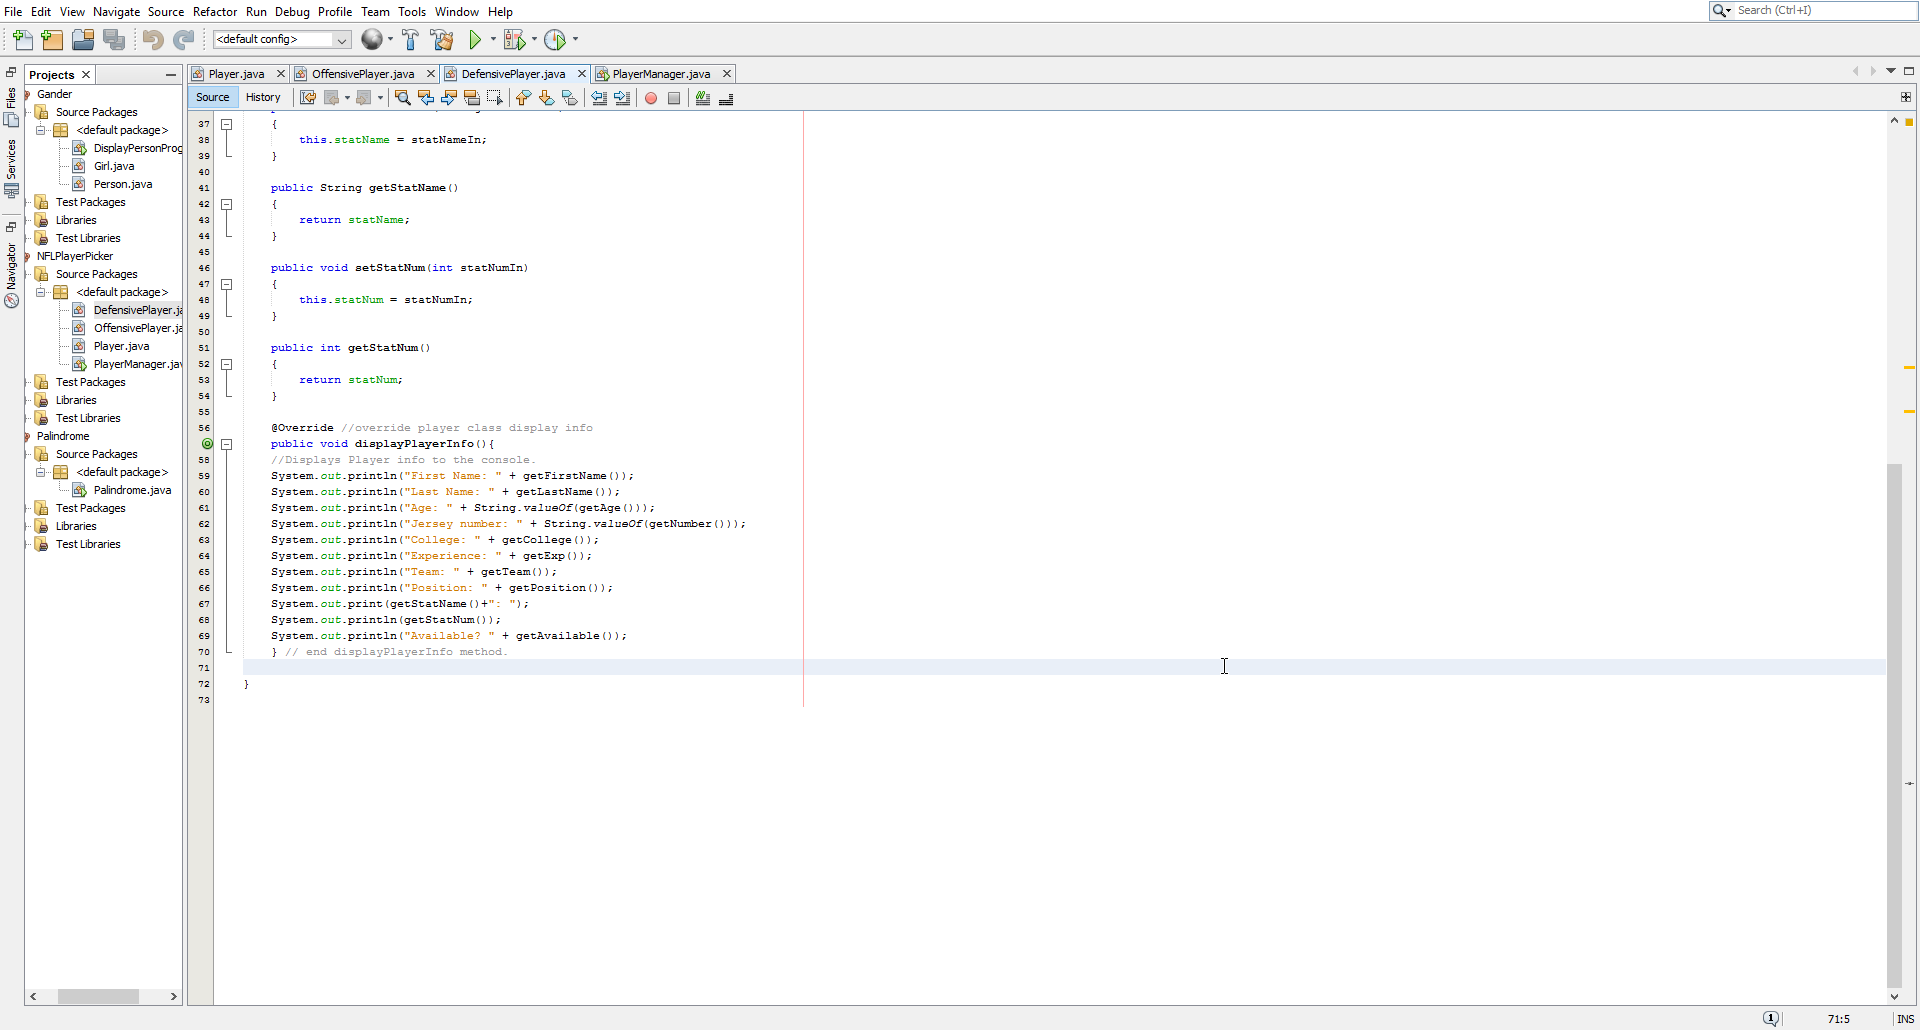 File Edit View Navigate Source Refactor Run Debug Profile Team Tools Window Help
Search (Ctrl+I)
<default config>
Files
Services
Navigator
Projects
Gander
Source Packages
<default package>
DisplayPersonProg
Girl.java
Person.java
Test Packages
Libraries
Test Libraries
NFLPlayerPicker
Source Packages
<default package>
DefensivePlayer.ja
OffensivePlayer.ja
Player.java
PlayerManager.jav
Test Packages
Libraries
Test Libraries
Palindrome
Source Packages
<default package>
Palindrome.java
Test Packages
Libraries
Test Libraries
Player.java OffensivePlayer.java DefensivePlayer.java PlayerManager.java
Source History
37 {
38 this.statName = statNameIn;
39 }
40
41 public String getStatName()
42 {
43 return statName;
44 }
45
46 public void setStatNum(int statNumIn)
47 {
48 this.statNum = statNumIn;
49 }
50
51 public int getStatNum()
52 {
53 return statNum;
54 }
55
56 @Override //override player class display info
public void displayPlayerInfo(){
58 //Displays Player info to the console.
59 System.out.println("First Name: " + getFirstName());
60 System.out.println("Last Name: " + getLastName());
61 System.out.println("Age: " + String.valueOf(getAge()));
62 System.out.println("Jersey number: " + String.valueOf(getNumber()));
63 System.out.println("College: " + getCollege());
64 System.out.println("Experience: " + getExp());
65 System.out.println("Team: " + getTeam());
66 System.out.println("Position: " + getPosition());
67 System.out.print(getStatName()+": ");
68 System.out.println(getStatNum());
69 System.out.println("Available? " + getAvailable());
70 } // end displayPlayerInfo method.
71
72 }
73
1
71:5
INS